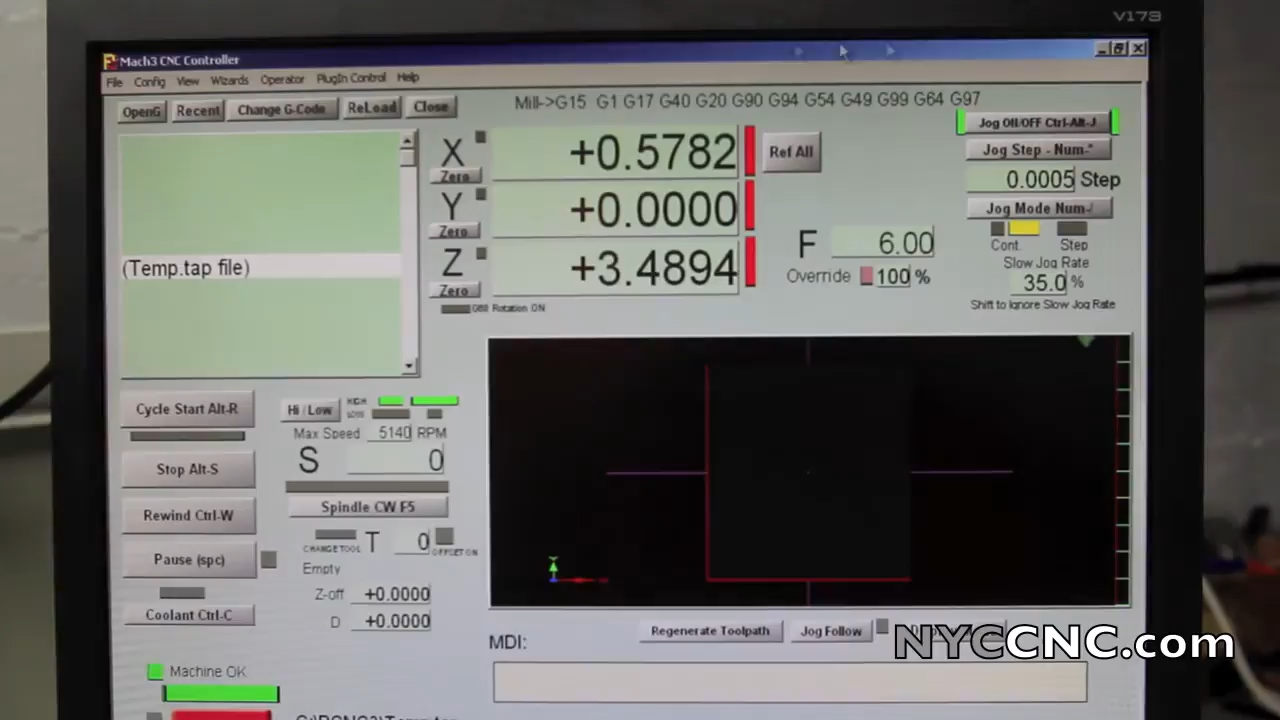 V173
Mach3 CNC Controller
File Config View Wizards Operator PlugIn Control Help
OpenG Recent Change G-Code ReLoad Close
Mill->G15 G1 G17 G40 G20 G90 G94 G54 G49 G99 G64 G97
Jog ON/OFF Ctrl-Alt-J
Jog Step - Num-*
0.0005 Step
Jog Mode Num-/
Cont. Step
Slow Jog Rate
35.0 %
Shift to Ignore Slow Jog Rate
X +0.5782 Ref All
Zero
Y +0.0000
Zero
Z +3.4894
Zero
G68 Rotation ON
F 6.00
Override 100 %
(Temp.tap file)
Cycle Start Alt-R
Stop Alt-S
Rewind Ctrl-W
Pause (spc)
Coolant Ctrl-C
Hi / Low HIGH
LOW
Max Speed 5140 RPM
S 0
Spindle CW F5
CHANGE TOOL T 0 OFFSET ON
Empty
Z-off +0.0000
D +0.0000
Regenerate Toolpath Jog Follow
MDI:
Machine OK
NYCCNC.com